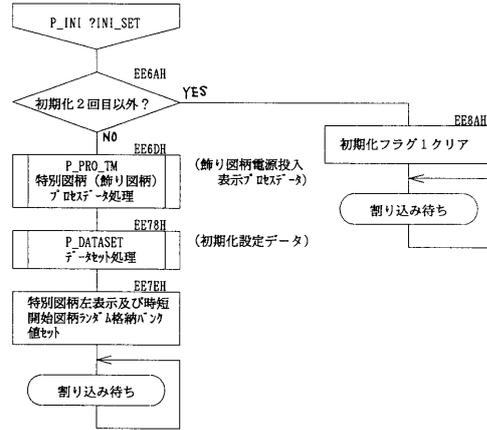 P_INI ?INI_SET
EE6AH
初期化2回目以外?
YES
NO
EE8AH
初期化フラグ1クリア
割り込み待ち
EE6DH
P_PRO_TM
特別図柄(飾り図柄)
プロセスデータ処理
(飾り図柄電源投入
表示プロセスデータ)
EE78H
P_DATASET
データセット処理
(初期化設定データ)
EE7EH
特別図柄左表示及び時短
開始図柄ランダム格納バンク
値セット
割り込み待ち